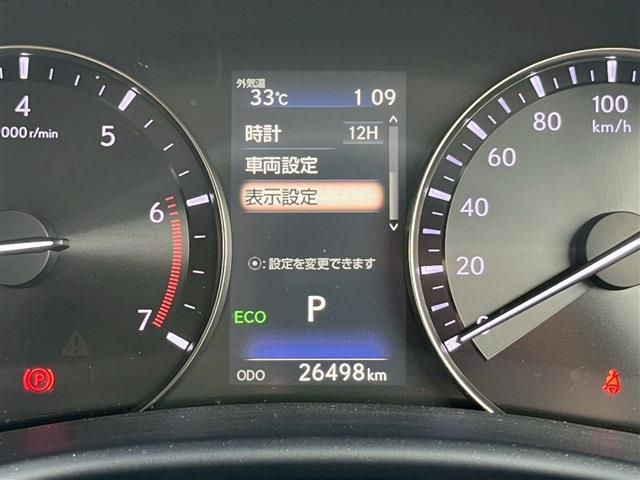 外気温
33℃ 1 09
時計 12H
車両設定
表示設定
⦿:設定を変更できます
ECO P
ODO 26498km
4
000 r/min
5
6
7
100
km/h
80
60
40
20
0
P